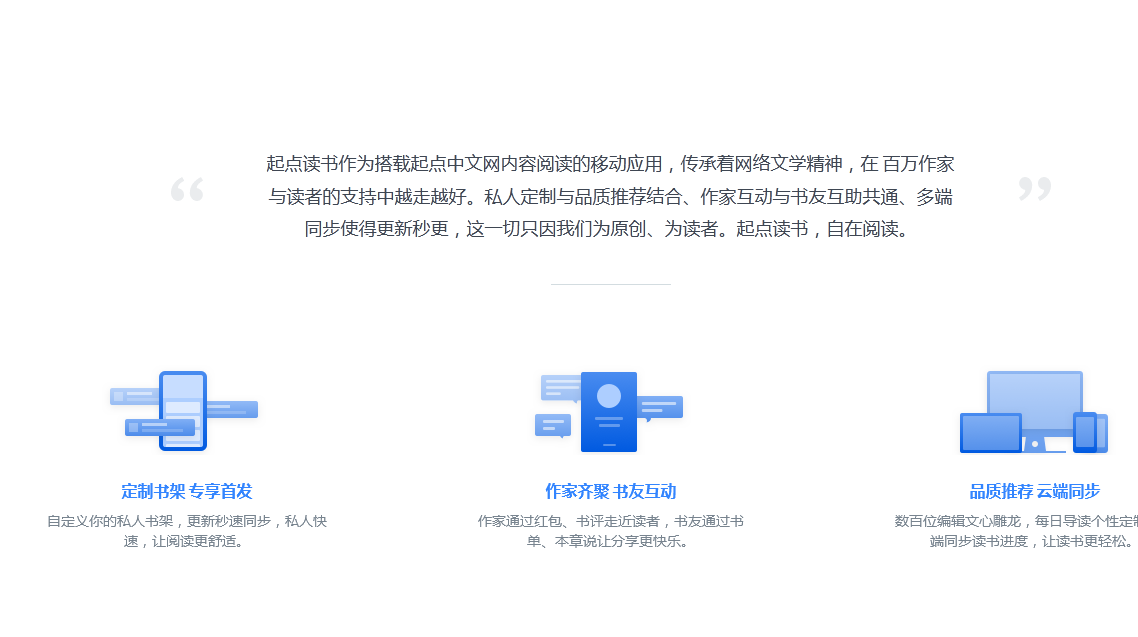 “
起点读书作为搭载起点中文网内容阅读的移动应用，传承着网络文学精神，在 百万作家
与读者的支持中越走越好。私人定制与品质推荐结合、作家互动与书友互助共通、多端
同步使得更新秒更，这一切只因我们为原创、为读者。起点读书，自在阅读。
”
定制书架 专享首发
自定义你的私人书架，更新秒速同步，私人快
速，让阅读更舒适。
作家齐聚 书友互动
作家通过红包、书评走近读者，书友通过书
单、本章说让分享更快乐。
品质推荐 云端同步
数百位编辑文心雕龙，每日导读个性定
端同步读书进度，让读书更轻松。